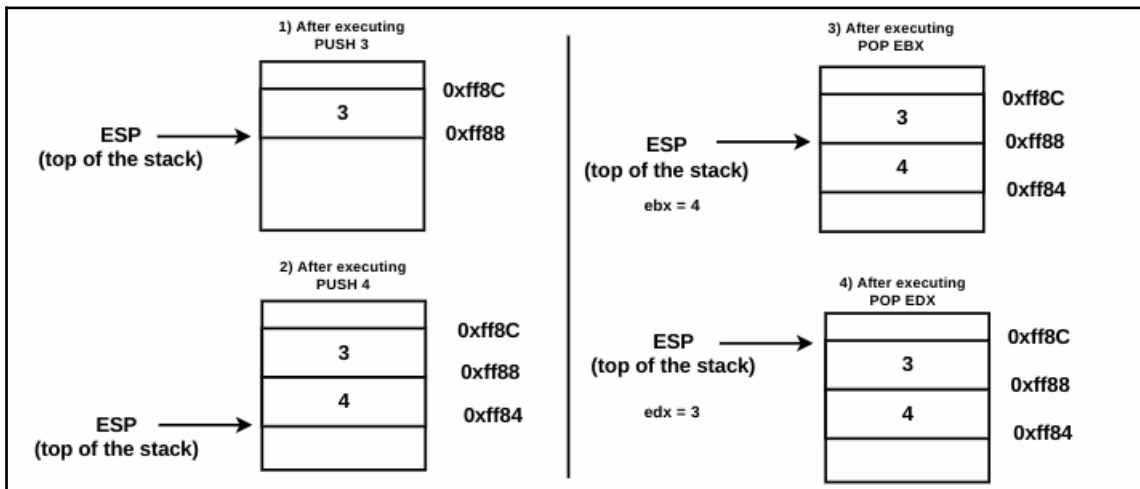 1) After executing
PUSH 3
0xff8C
3
ESP
0xff88
(top of the stack)
2) After executing
PUSH 4
0xff8C
3
0xff88
4
0xff84
ESP
(top of the stack)
3) After executing
POP EBX
0xff8C
3
ESP
0xff88
(top of the stack)
4
0xff84
ebx = 4
4) After executing
POP EDX
ESP
0xff8C
(top of the stack)
3
0xff88
edx = 3
4
0xff84